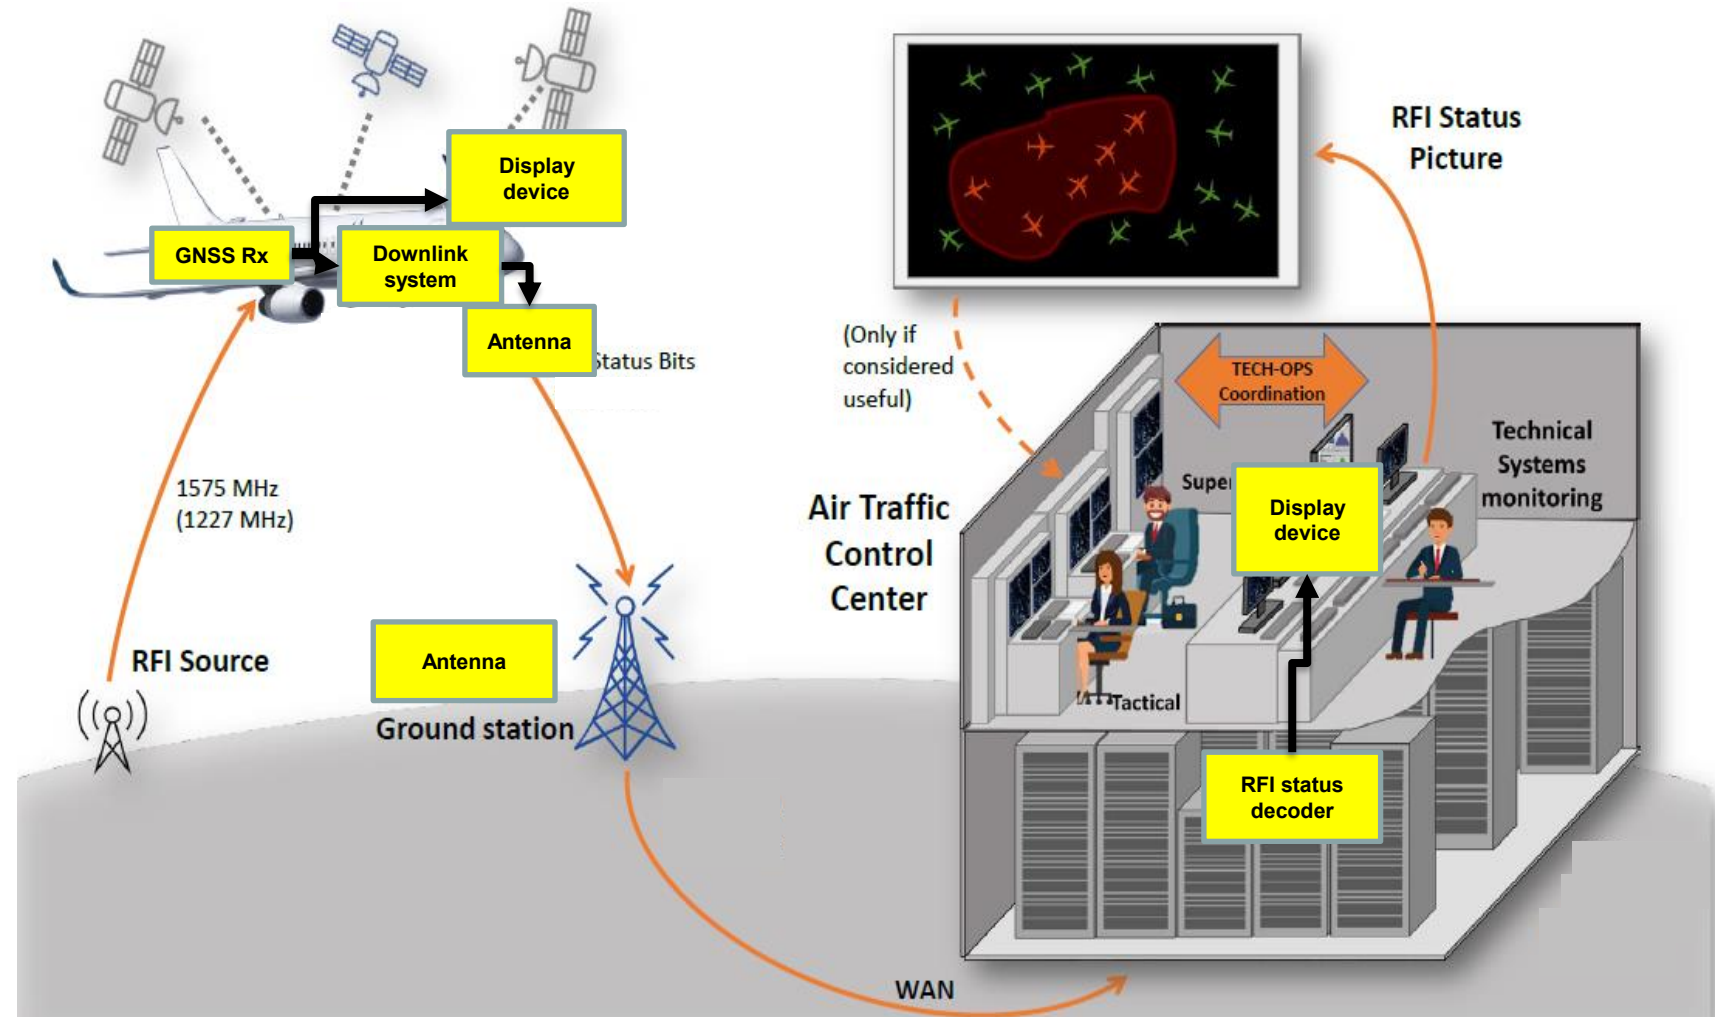 Display
device
GNSS Rx
Downlink
system
Antenna
Status Bits
1575 MHz
(1227 MHz)
RFI Source
Antenna
Ground station
WAN
RFI Status
Picture
(Only if
considered
useful)
TECH-OPS
Coordination
Technical
Systems
monitoring
Air Traffic
Control
Center
Super
Display
device
Tactical
RFI status
decoder